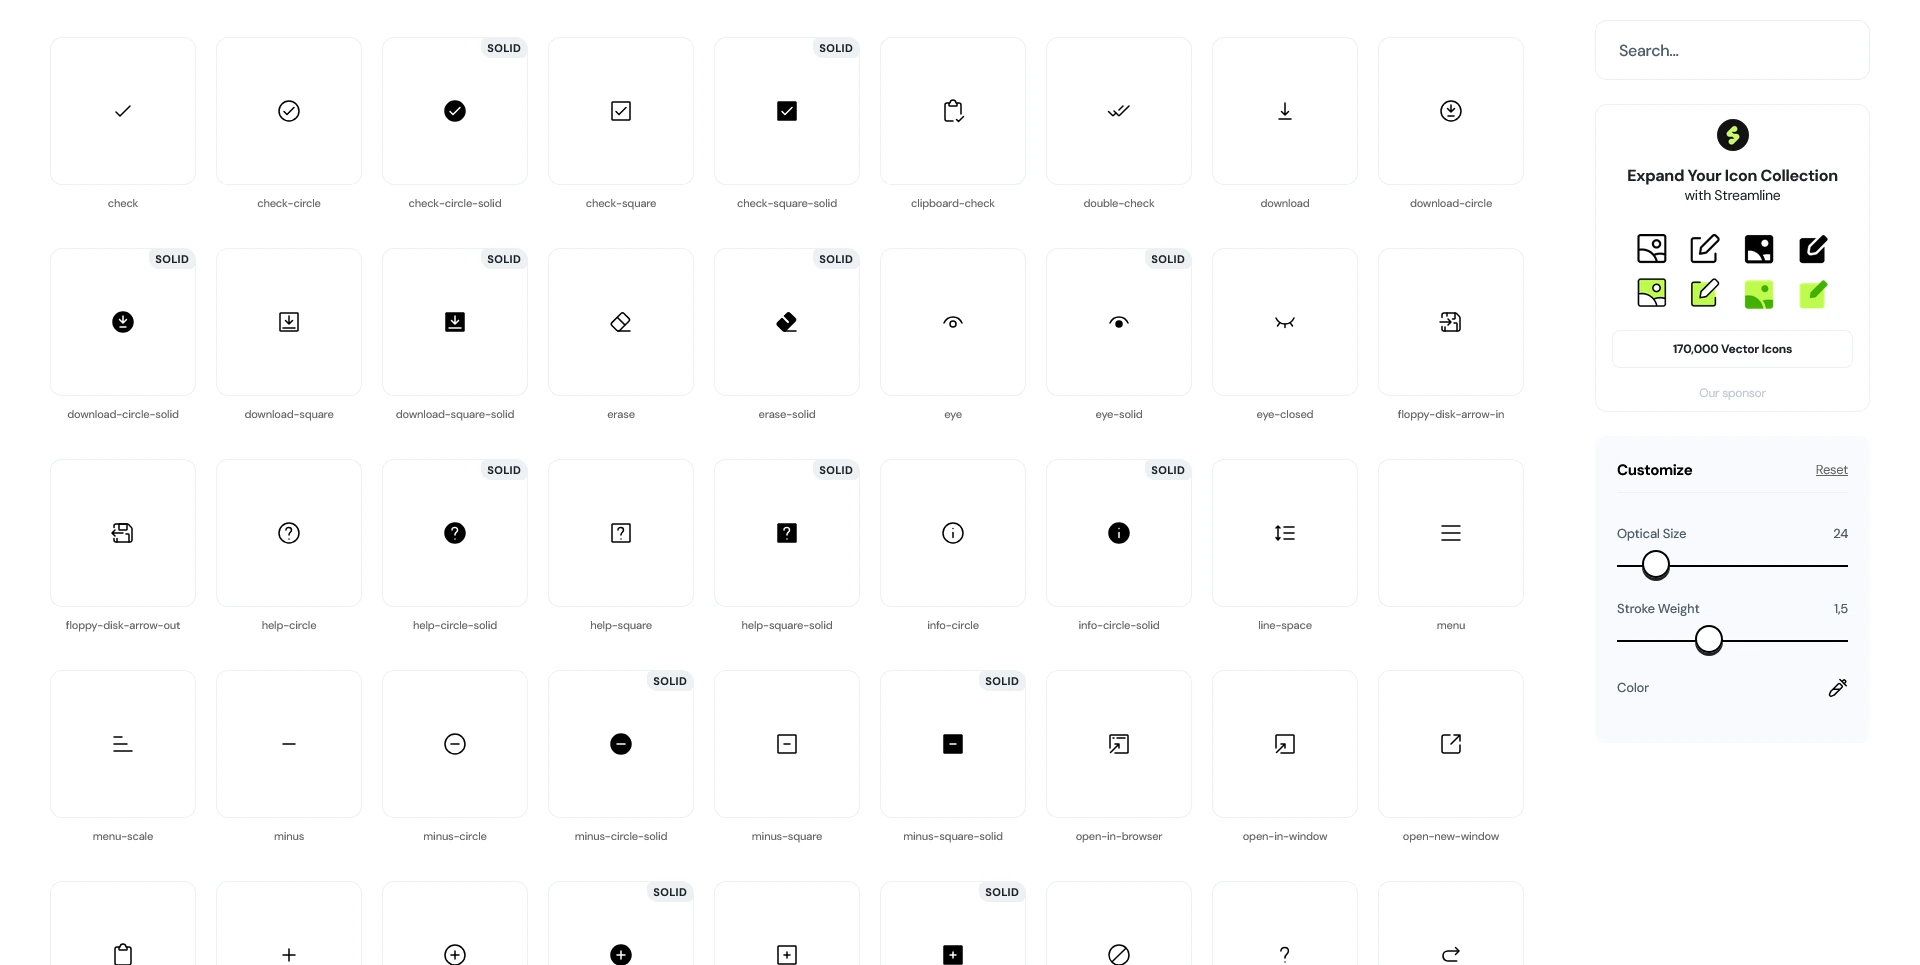 SOLID
SOLID
check
check-circle
check-circle-solid
check-square
check-square-solid
clipboard-check
double-check
download
download-circle
SOLID
SOLID
SOLID
SOLID
download-circle-solid
download-square
download-square-solid
erase
erase-solid
eye
eye-solid
eye-closed
floppy-disk-arrow-in
SOLID
SOLID
SOLID
floppy-disk-arrow-out
help-circle
help-circle-solid
help-square
help-square-solid
info-circle
info-circle-solid
line-space
menu
SOLID
SOLID
menu-scale
minus
minus-circle
minus-circle-solid
minus-square
minus-square-solid
open-in-browser
open-in-window
open-new-window
SOLID
SOLID
Search...
Expand Your Icon Collection
with Streamline
170,000 Vector Icons
Our sponsor
Customize
Reset
Optical Size
24
Stroke Weight
1,5
Color